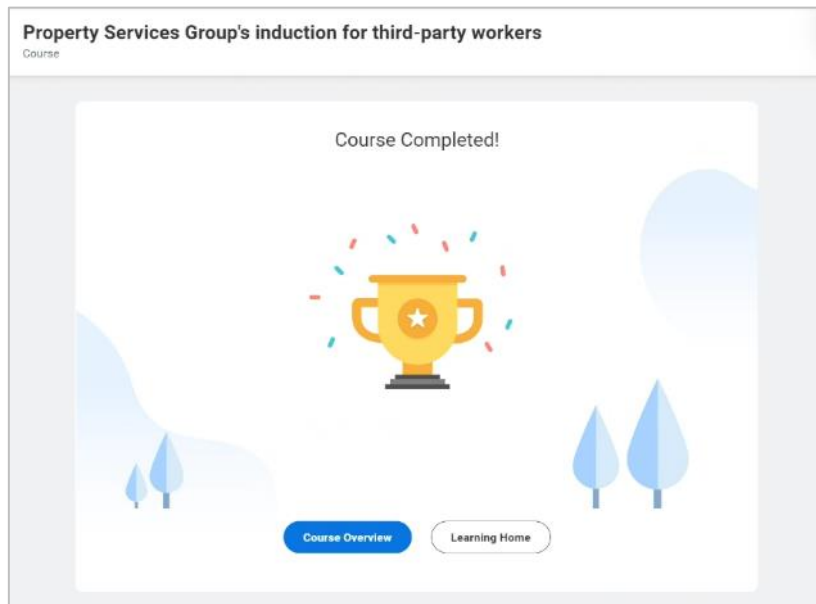 Property Services Group's induction for third-party workers
Course
Course Completed!
Course Overview
Learning Home